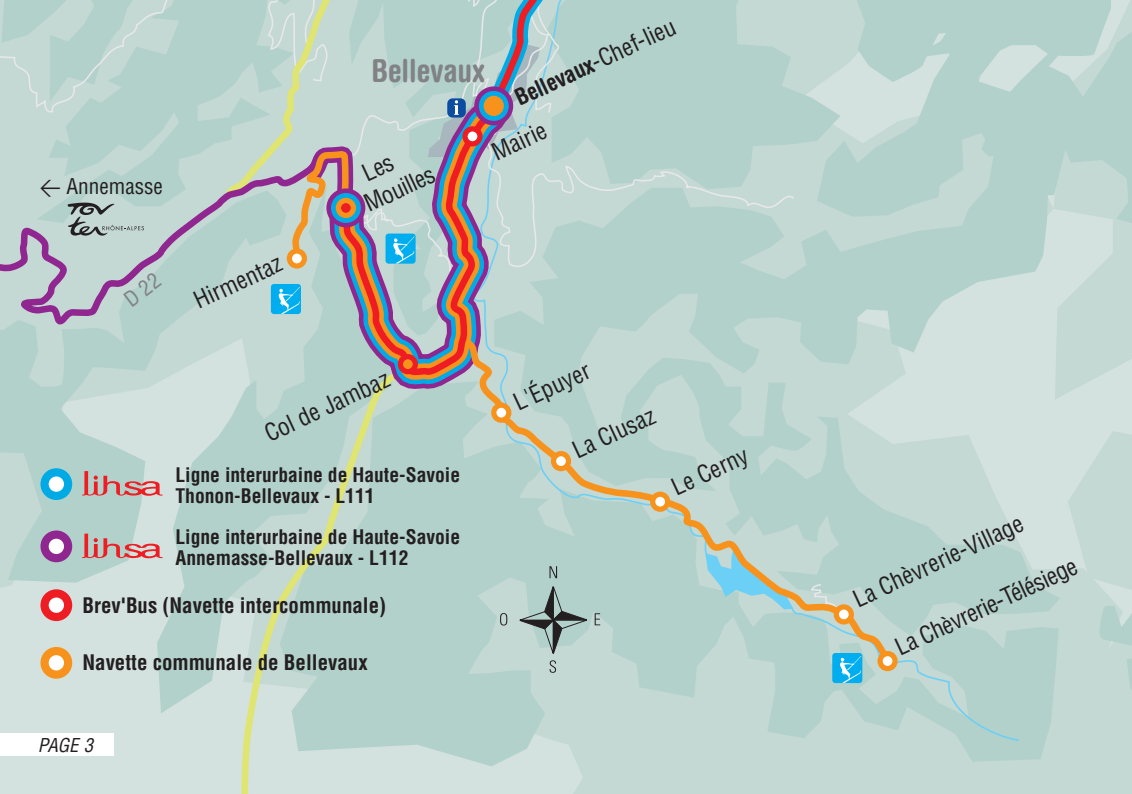 Bellevaux
Bellevaux-Chef-lieu
i
Mairie
Les
Mouilles
← Annemasse
TGV
ter RHÔNE-ALPES
D 22
Hirmentaz
Col de Jambaz
L'Épuyer
La Clusaz
Le Cerny
La Chèvrerie-Village
La Chèvrerie-Télésiege
lihsa Ligne interurbaine de Haute-Savoie
Thonon-Bellevaux - L111
lihsa Ligne interurbaine de Haute-Savoie
Annemasse-Bellevaux - L112
Brev'Bus (Navette intercommunale)
Navette communale de Bellevaux
N
O E
S
PAGE 3